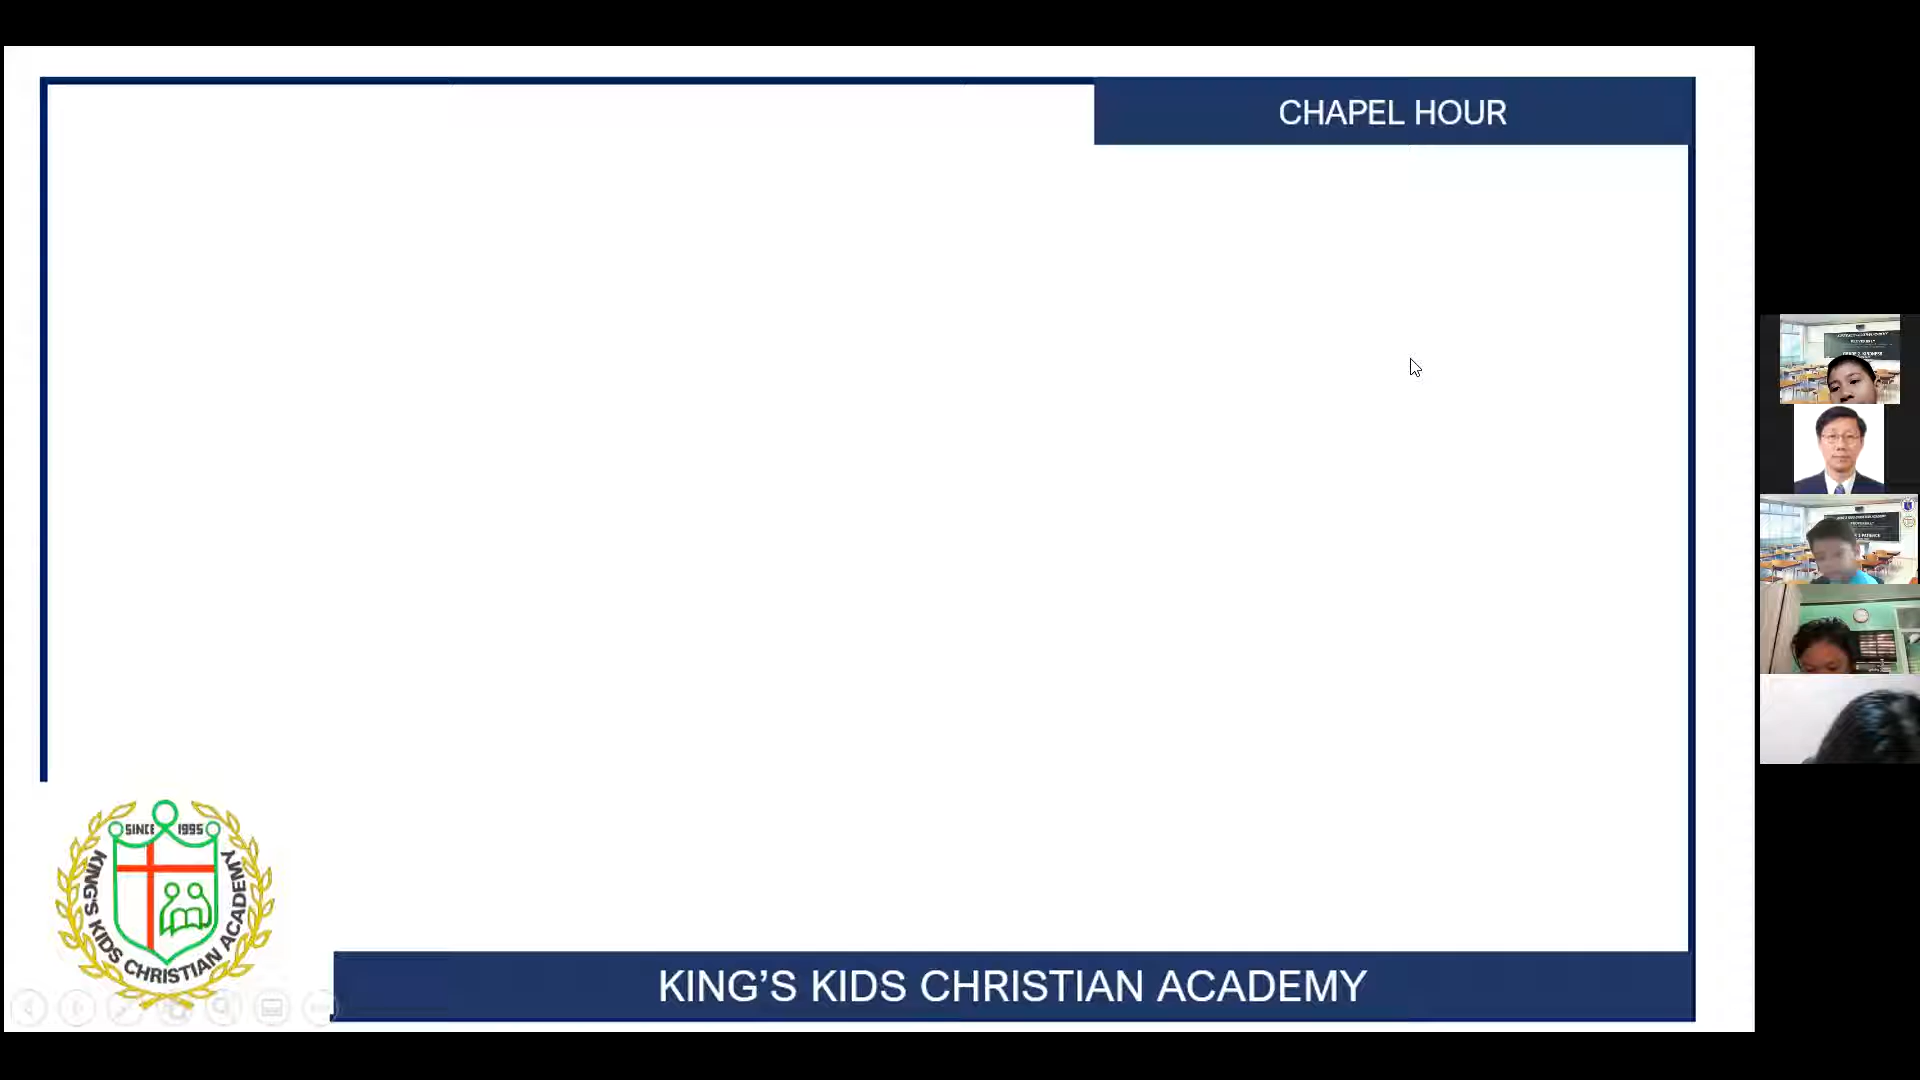 CHAPEL HOUR
SINCE 1995
KING'S KIDS CHRISTIAN ACADEMY
KING’S KIDS CHRISTIAN ACADEMY